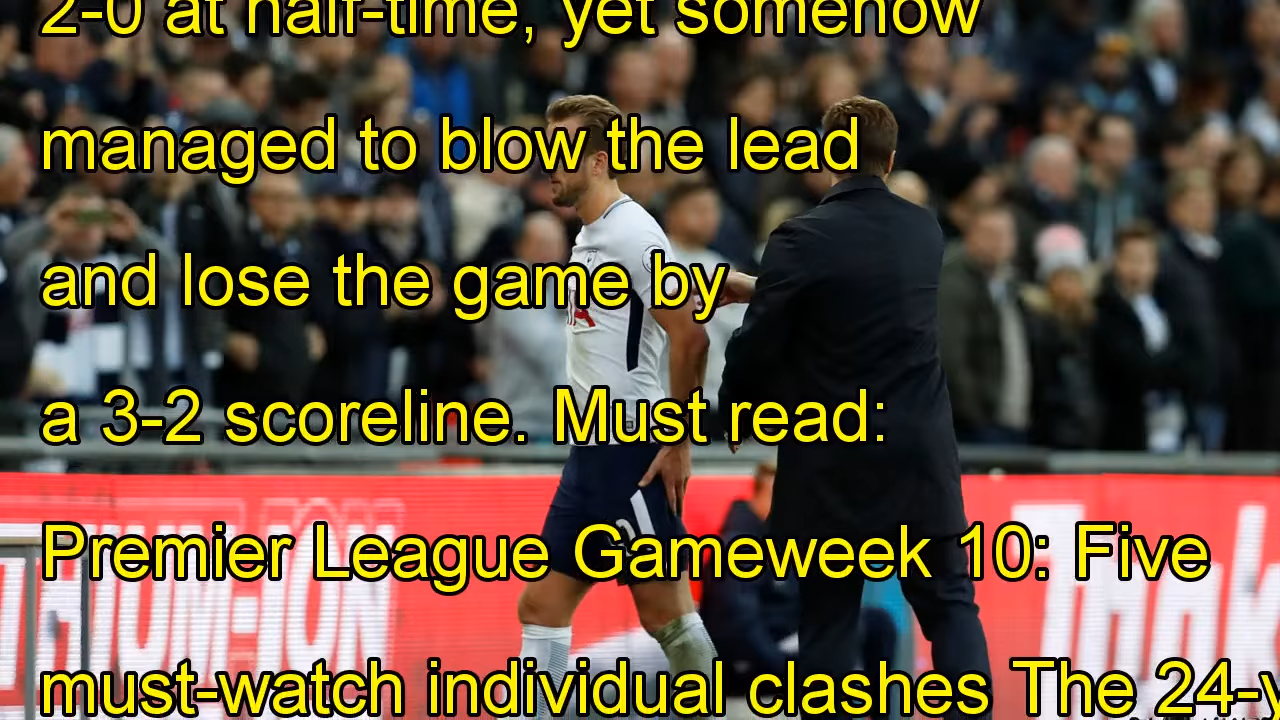 2-0 at half-time, yet somehow
managed to blow the lead
and lose the game by
a 3-2 scoreline. Must read:
Premier League Gameweek 10: Five
must-watch individual clashes The 24-y